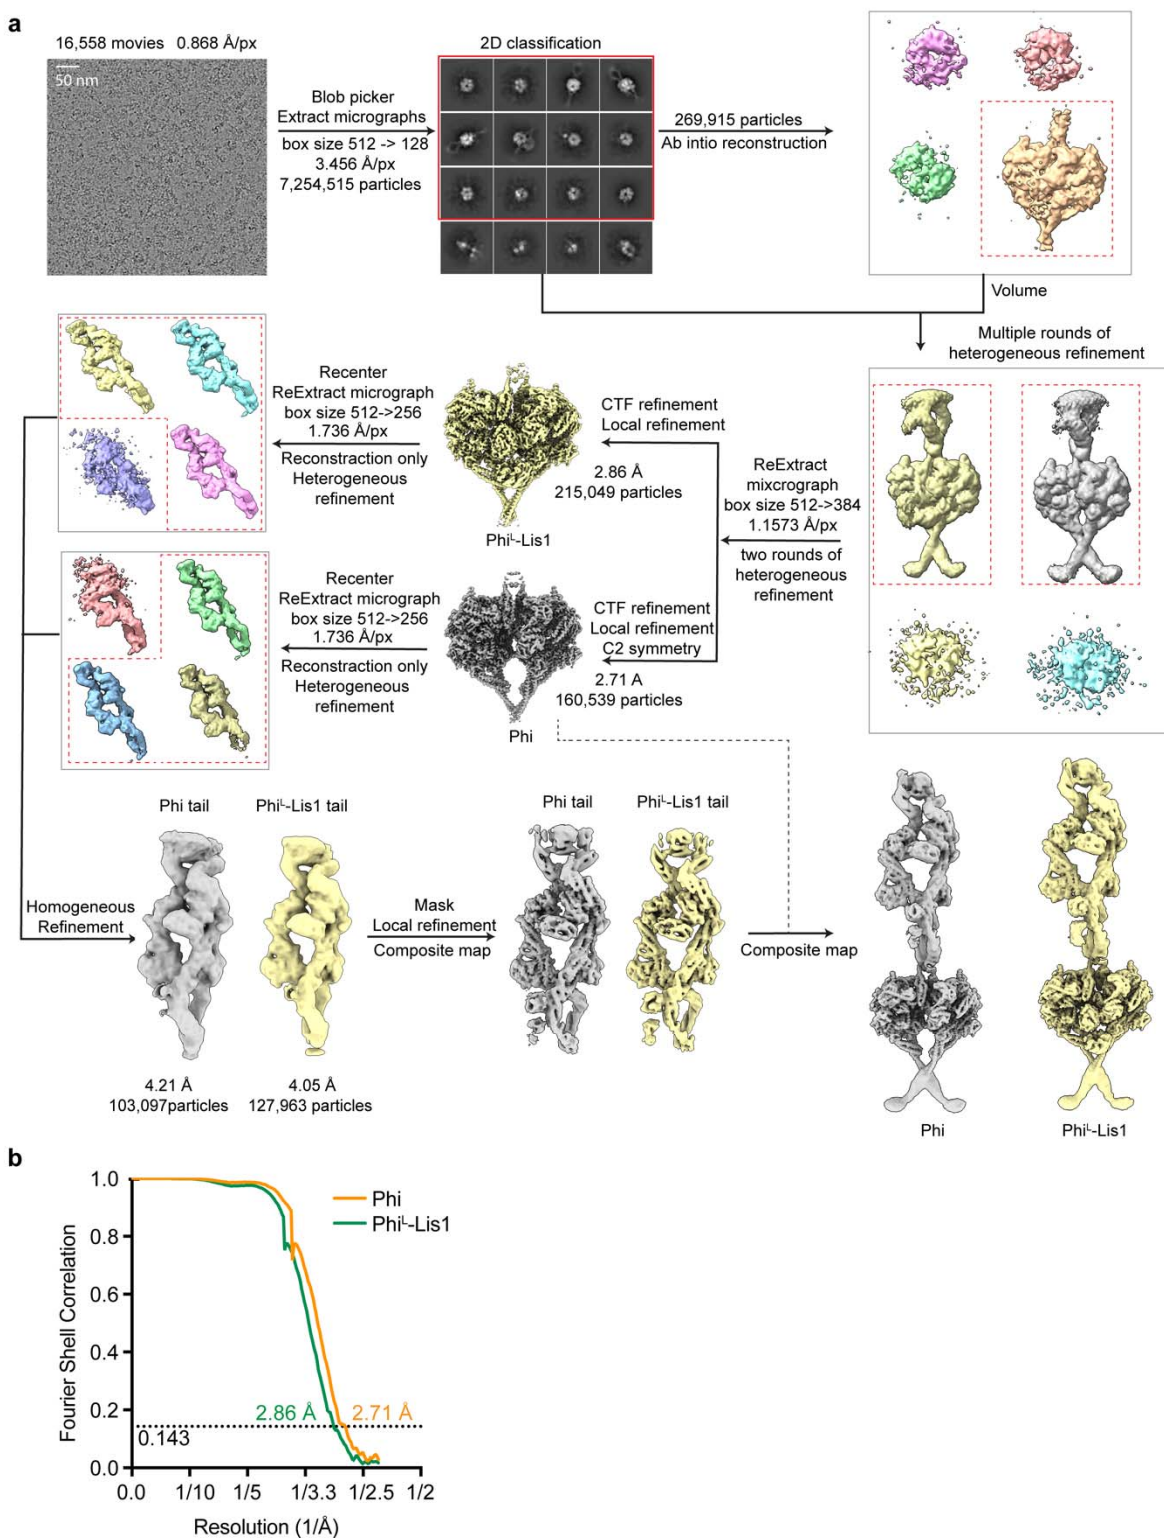 a
16,558 movies 0.868 Å/px
50 nm
Blob picker
Extract micrographs
box size 512 -> 128
3.456 Å/px
7,254,515 particles
2D classification
269,915 particles
Ab intio reconstruction
Volume
Multiple rounds of
heterogeneous refinement
ReExtract
mixcrograph
box size 512->384
1.1573 Å/px
two rounds of
heterogeneous
refinement
CTF refinement
Local refinement
2.86 Å
215,049 particles
Phiᴸ-Lis1
Recenter
ReExtract micrograph
box size 512->256
1.736 Å/px
Reconstraction only
Heterogeneous
refinement
CTF refinement
Local refinement
C2 symmetry
2.71 A
160,539 particles
Phi
Recenter
ReExtract micrograph
box size 512->256
1.736 Å/px
Reconstraction only
Heterogeneous
refinement
Homogeneous
Refinement
Phi tail
Phiᴸ-Lis1 tail
4.21 Å
103,097particles
4.05 Å
127,963 particles
Mask
Local refinement
Composite map
Phi tail
Phiᴸ-Lis1 tail
Composite map
Phi
Phiᴸ-Lis1
b
Fourier Shell Correlation
1.0
0.8
0.6
0.4
0.2
0.0
Phi
Phiᴸ-Lis1
2.86 Å
2.71 Å
0.143
0.0
1/10
1/5
1/3.3
1/2.5
1/2
Resolution (1/Å)